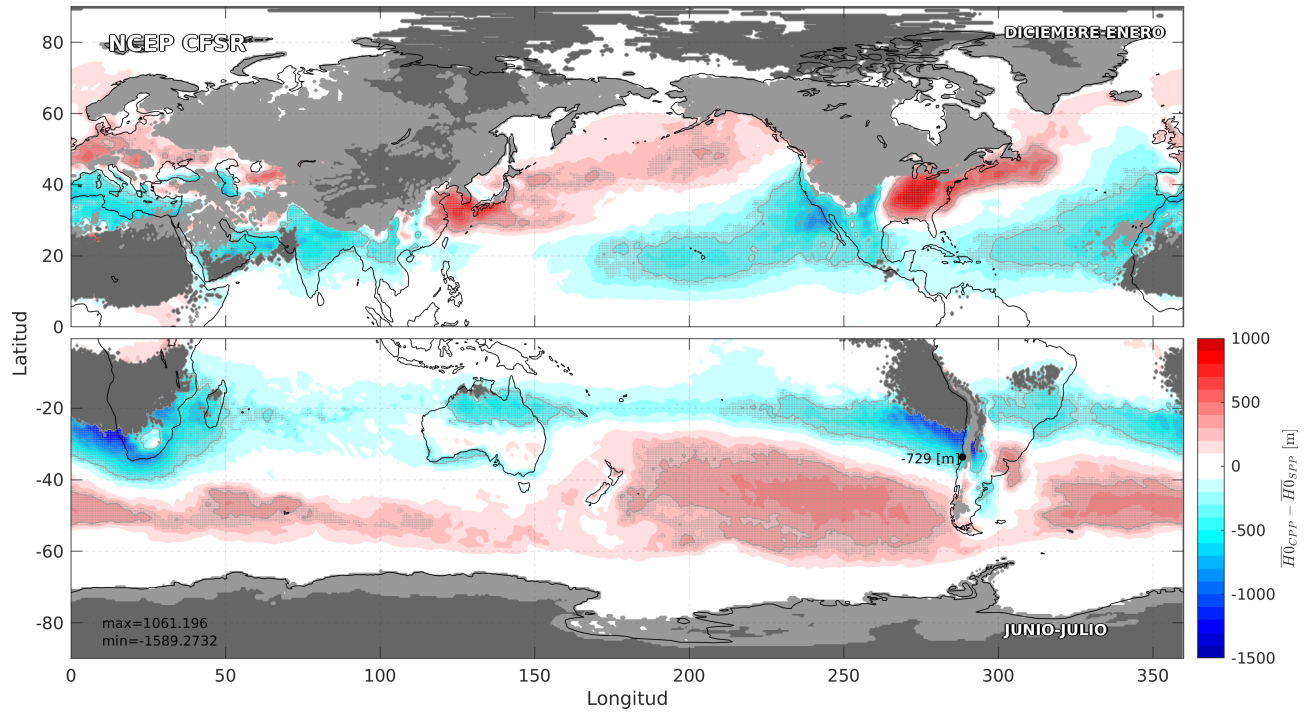 NCEP CFSR
DICIEMBRE-ENERO
80
60
40
20
0
Latitud
-20
-40
-60
-80
-729 [m]
max=1061.196
min=-1589.2732
JUNIO-JULIO
0
50
100
150
200
250
300
350
Longitud
1000
500
0
-500
-1000
-1500
H0CPP − H0SPP [m]